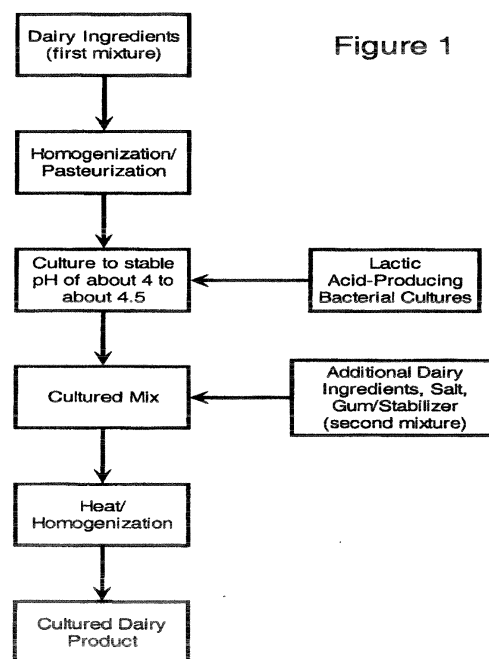 Figure 1
Dairy Ingredients
(first mixture)
Homogenization/
Pasteurization
Culture to stable
pH of about 4 to
about 4.5
Lactic
Acid-Producing
Bacterial Cultures
Cultured Mix
Additional Dairy
Ingredients, Salt,
Gum/Stabilizer
(second mixture)
Heat/
Homogenization
Cultured Dairy
Product